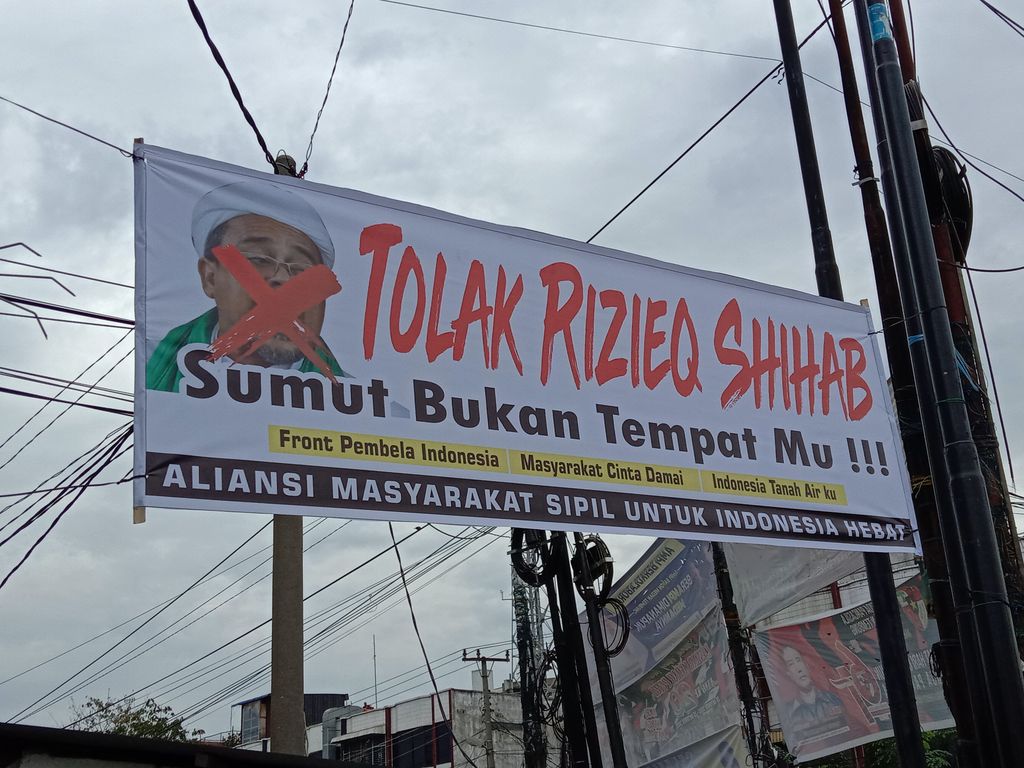 TOLAK RIZIEQ SHIHAB
Sumut Bukan Tempat Mu !!!
Front Pembela Indonesia
Masyarakat Cinta Damai
Indonesia Tanah Air ku
ALIANSI MASYARAKAT SIPIL UNTUK INDONESIA HEBAT